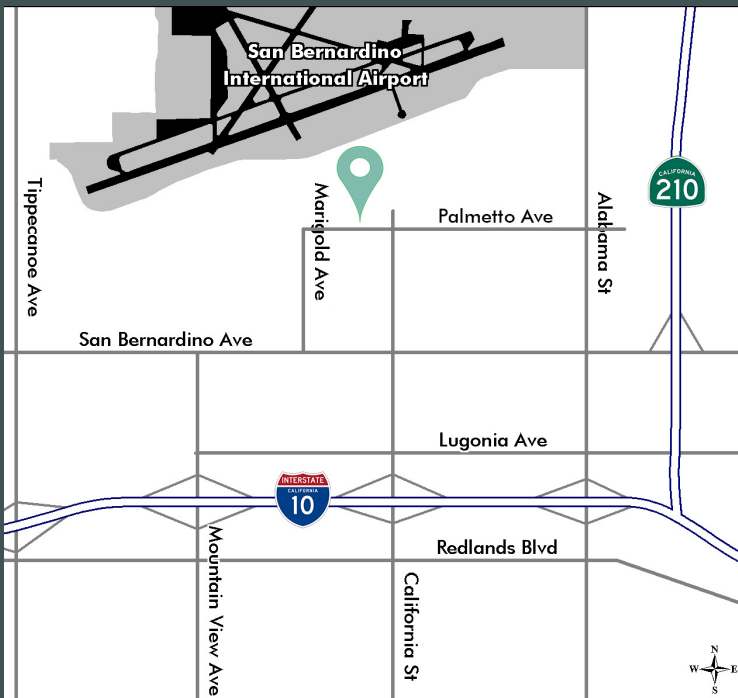 San Bernardino
International Airport
CALIFORNIA
210
Tippecanoe Ave
Marigold Ave
Palmetto Ave
Alabama St
San Bernardino Ave
Lugonia Ave
INTERSTATE
CALIFORNIA
10
Redlands Blvd
Mountain View Ave
California St
N
W E
S